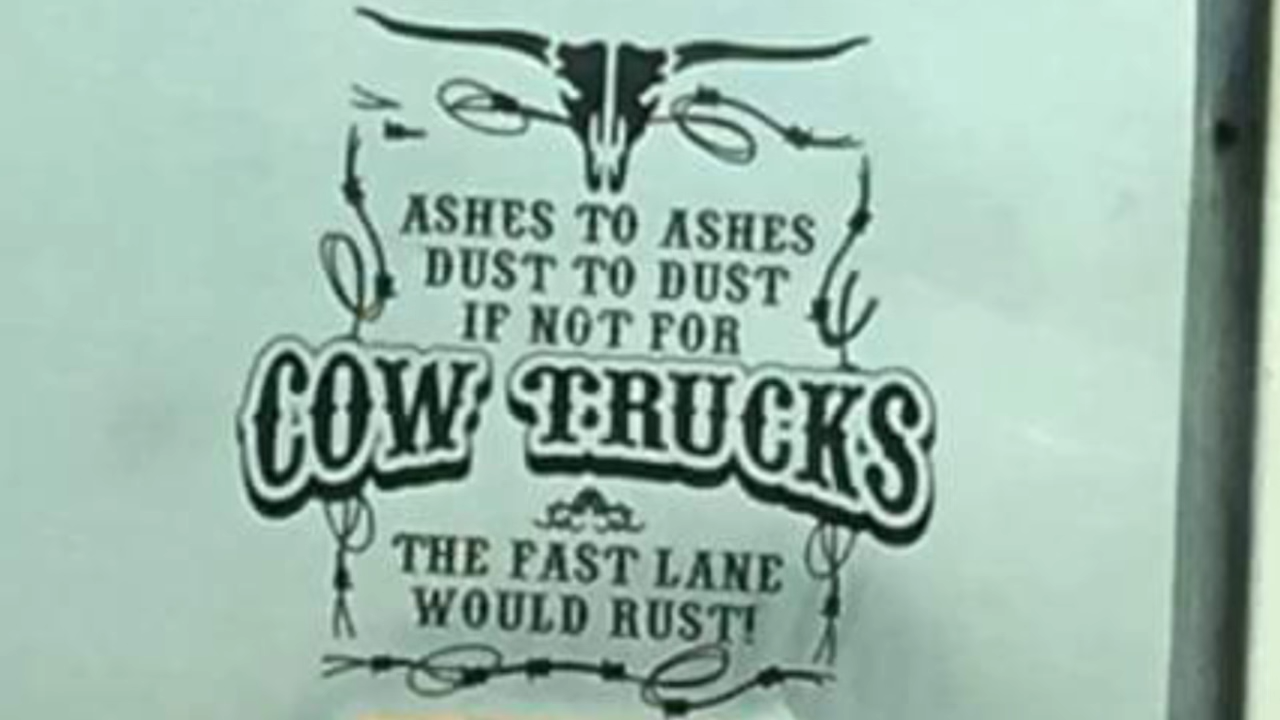 ASHES TO ASHES
DUST TO DUST
IF NOT FOR
COW TRUCKS
THE FAST LANE
WOULD RUST!